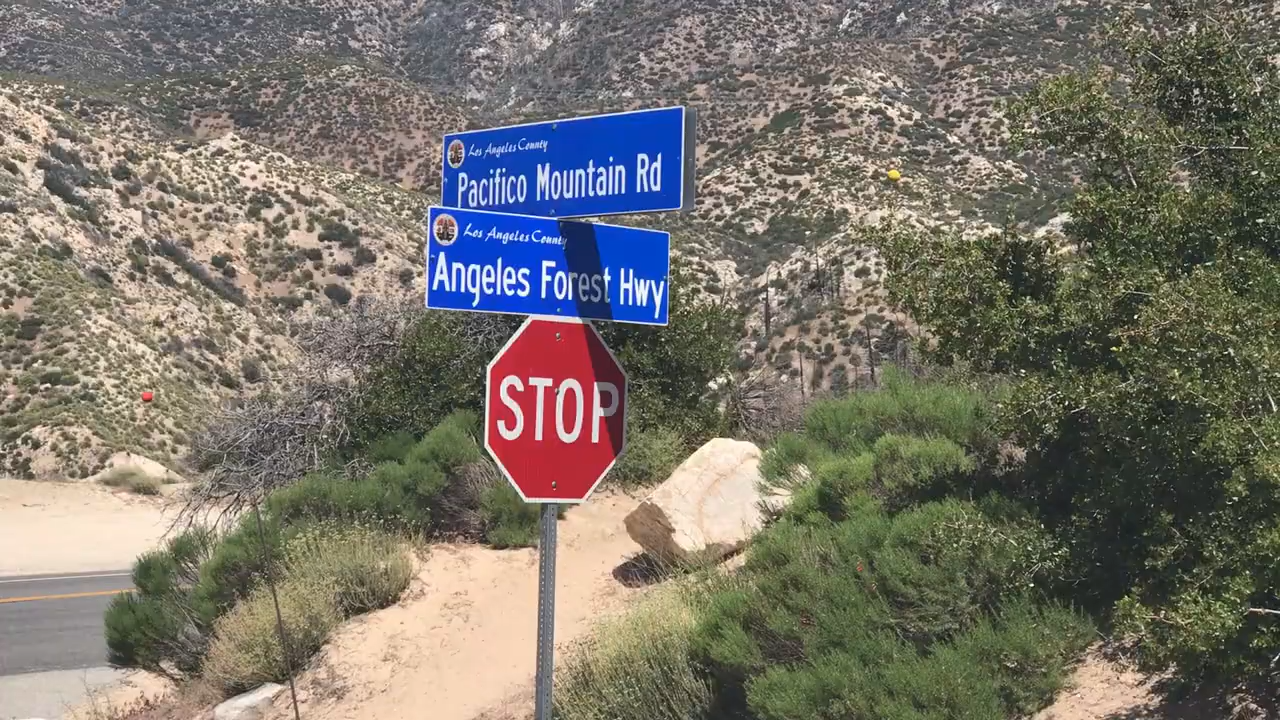 Los Angeles County
Pacifico Mountain Rd
Los Angeles County
Angeles Forest Hwy
STOP